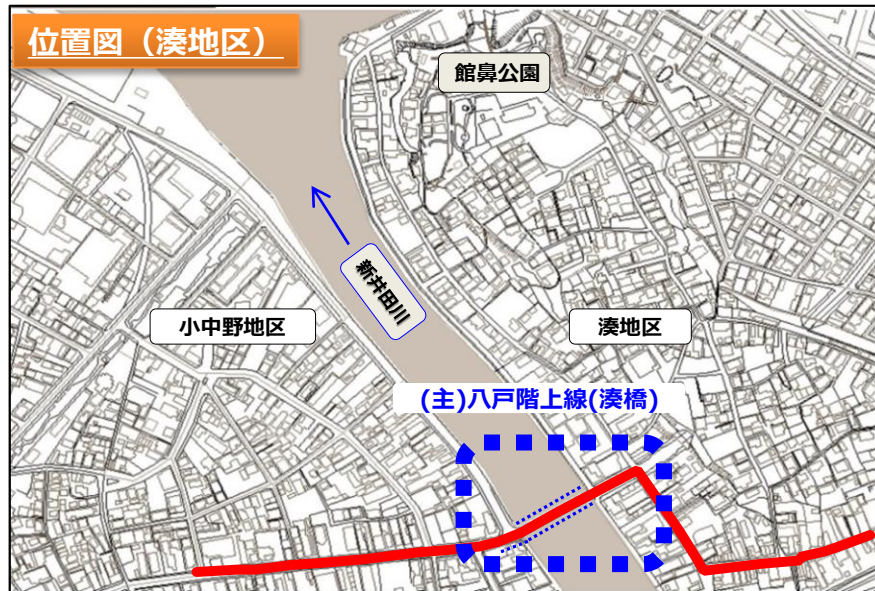 位置図（湊地区）
館鼻公園
新井田川
小中野地区
湊地区
(主)八戸階上線(湊橋)